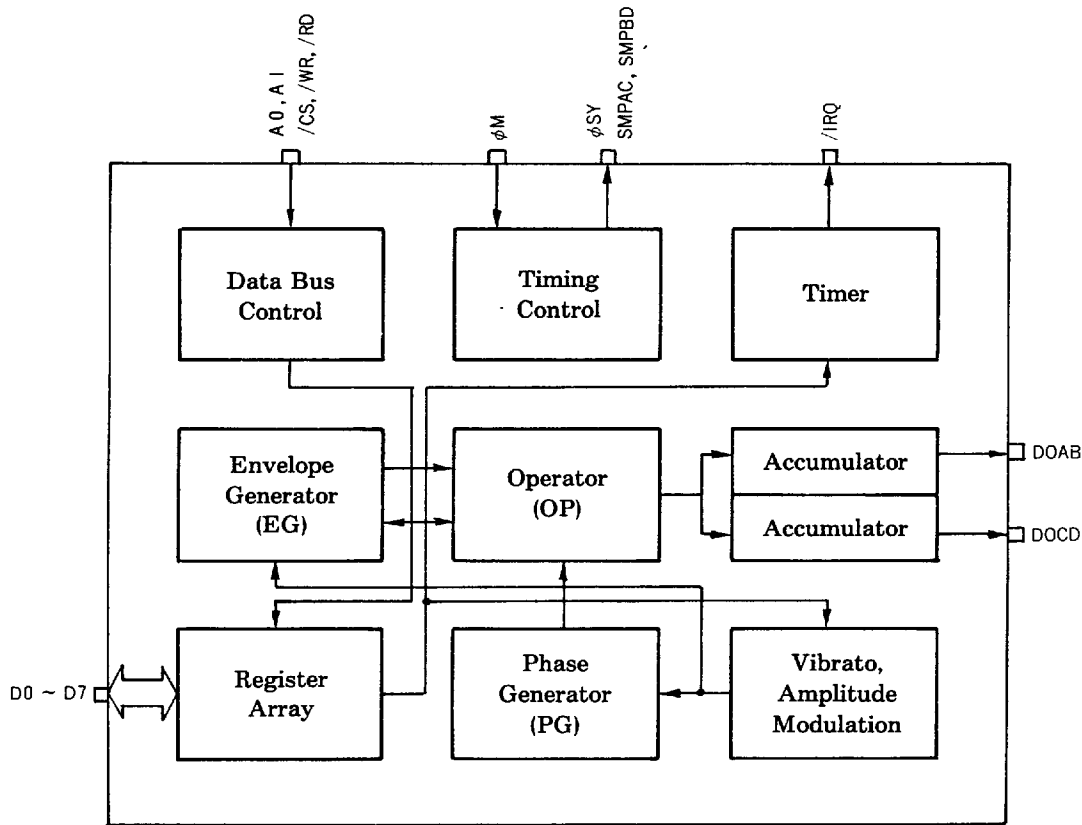 A0, A1
/CS, /WR, /RD
φM
φSY
SMPAC, SMPBD
/IRQ
Data Bus
Control
Timing
Control
Timer
Envelope
Generator
(EG)
Operator
(OP)
Accumulator
Accumulator
DOAB
DOCD
D0 ~ D7
Register
Array
Phase
Generator
(PG)
Vibrato,
Amplitude
Modulation